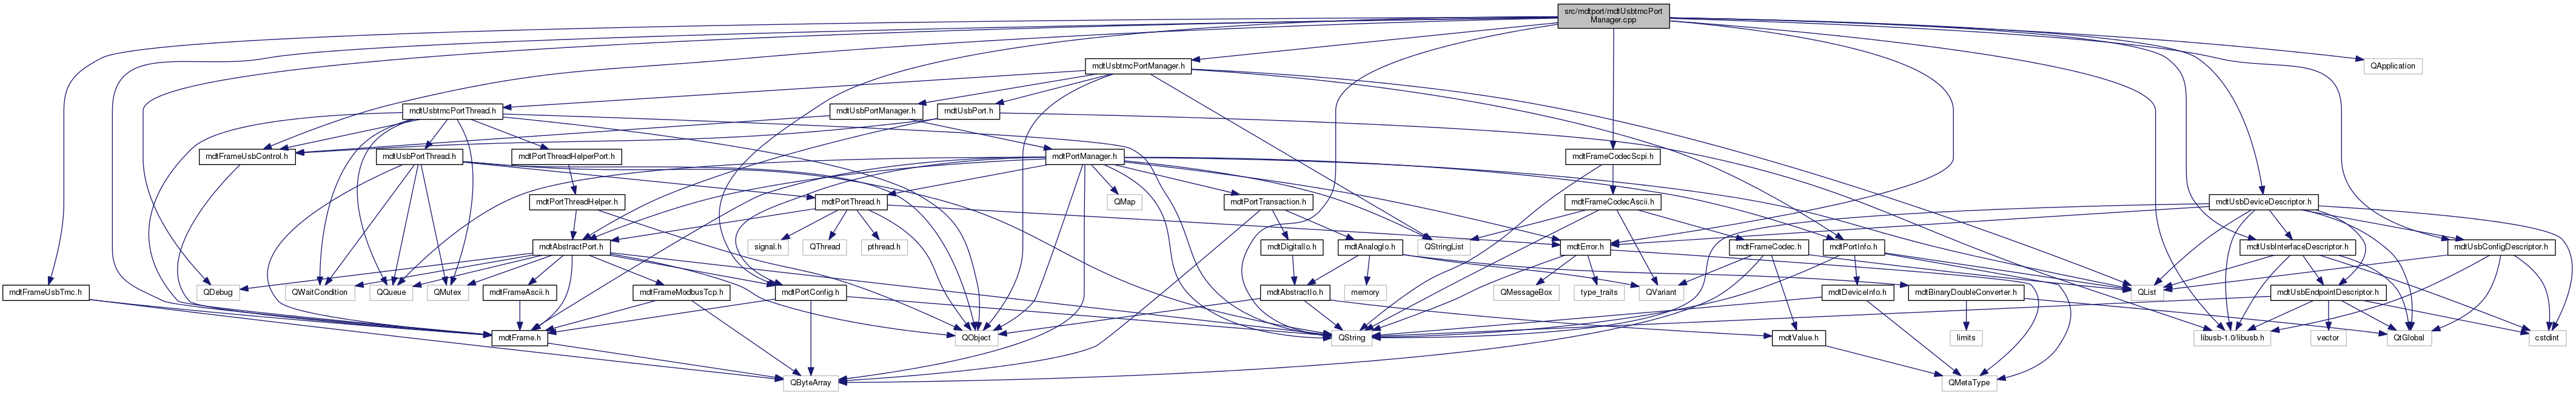 src/mdtport/mdtUsbtmcPort
Manager.cpp
mdtUsbtmcPortManager.h
QApplication
mdtUsbtmcPortThread.h
mdtUsbPortManager.h
mdtUsbPort.h
mdtFrameUsbControl.h
mdtUsbPortThread.h
mdtPortThreadHelperPort.h
mdtPortManager.h
mdtFrameCodecScpi.h
mdtPortThreadHelper.h
mdtPortThread.h
QMap
mdtPortTransaction.h
mdtFrameCodecAscii.h
mdtUsbDeviceDescriptor.h
mdtAbstractPort.h
signal.h
QThread
pthread.h
mdtDigitalIo.h
mdtAnalogIo.h
QStringList
mdtError.h
mdtFrameCodec.h
mdtPortInfo.h
mdtUsbInterfaceDescriptor.h
mdtUsbConfigDescriptor.h
mdtFrameUsbTmc.h
QDebug
QWaitCondition
QQueue
QMutex
mdtFrameAscii.h
mdtFrameModbusTcp.h
mdtPortConfig.h
mdtAbstractIo.h
memory
QMessageBox
type_traits
QVariant
mdtDeviceInfo.h
mdtBinaryDoubleConverter.h
QList
mdtUsbEndpointDescriptor.h
mdtFrame.h
QObject
QString
mdtValue.h
limits
libusb-1.0/libusb.h
vector
QtGlobal
cstdint
QByteArray
QMetaType